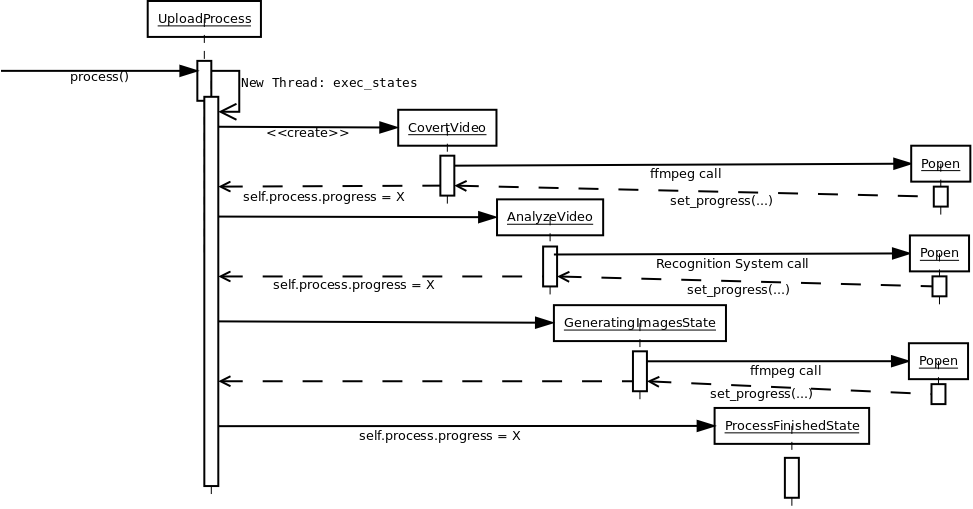 UploadProcess
process()
New Thread: exec_states
<<create>>
CovertVideo
ffmpeg call
Popen
self.process.progress = X
set_progress(...)
AnalyzeVideo
Recognition System call
Popen
self.process.progress = X
set_progress(...)
GeneratingImagesState
ffmpeg call
Popen
set_progress(...)
self.process.progress = X
ProcessFinishedState